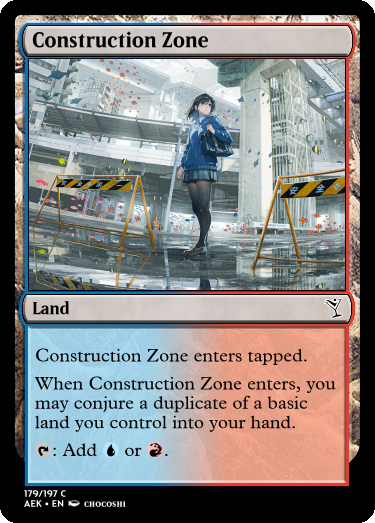 Construction Zone
Land
Construction Zone enters tapped.
When Construction Zone enters, you
may conjure a duplicate of a basic
land you control into your hand.
: Add or .
179/197 C
AEK • EN CHOCOSHI